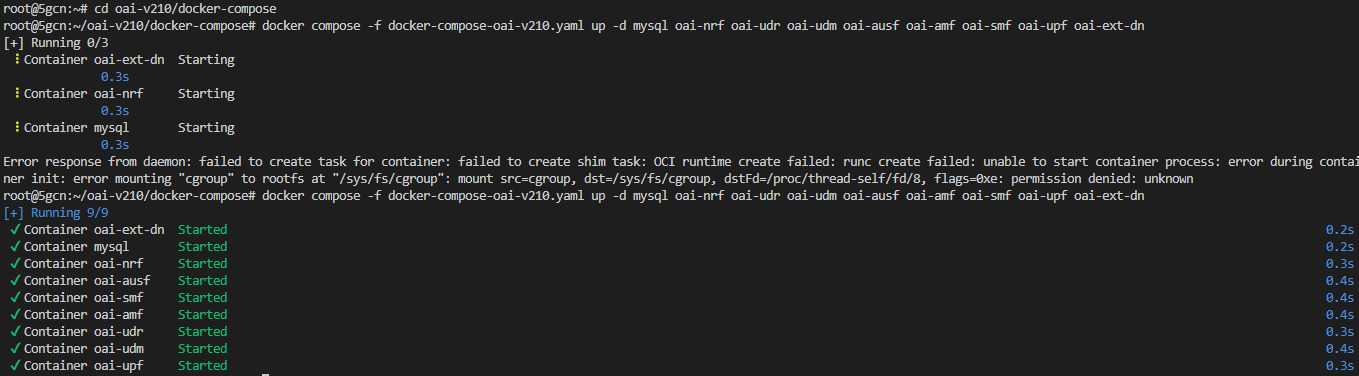 root@5gcn:~# cd oai-v210/docker-compose
root@5gcn:~/oai-v210/docker-compose# docker compose -f docker-compose-oai-v210.yaml up -d mysql oai-nrf oai-udr oai-udm oai-ausf oai-amf oai-smf oai-upf oai-ext-dn
[+] Running 0/3
⠸ Container oai-ext-dn  Starting
0.3s
⠸ Container oai-nrf     Starting
0.3s
⠸ Container mysql       Starting
0.3s
Error response from daemon: failed to create task for container: failed to create shim task: OCI runtime create failed: runc create failed: unable to start container process: error during contai
ner init: error mounting "cgroup" to rootfs at "/sys/fs/cgroup": mount src=cgroup, dst=/sys/fs/cgroup, dstFd=/proc/thread-self/fd/8, flags=0xe: permission denied: unknown
root@5gcn:~/oai-v210/docker-compose# docker compose -f docker-compose-oai-v210.yaml up -d mysql oai-nrf oai-udr oai-udm oai-ausf oai-amf oai-smf oai-upf oai-ext-dn
[+] Running 9/9
✔ Container oai-ext-dn  Started 0.2s
✔ Container mysql       Started 0.2s
✔ Container oai-nrf     Started 0.3s
✔ Container oai-ausf    Started 0.4s
✔ Container oai-smf     Started 0.4s
✔ Container oai-amf     Started 0.4s
✔ Container oai-udr     Started 0.3s
✔ Container oai-udm     Started 0.4s
✔ Container oai-upf     Started 0.3s